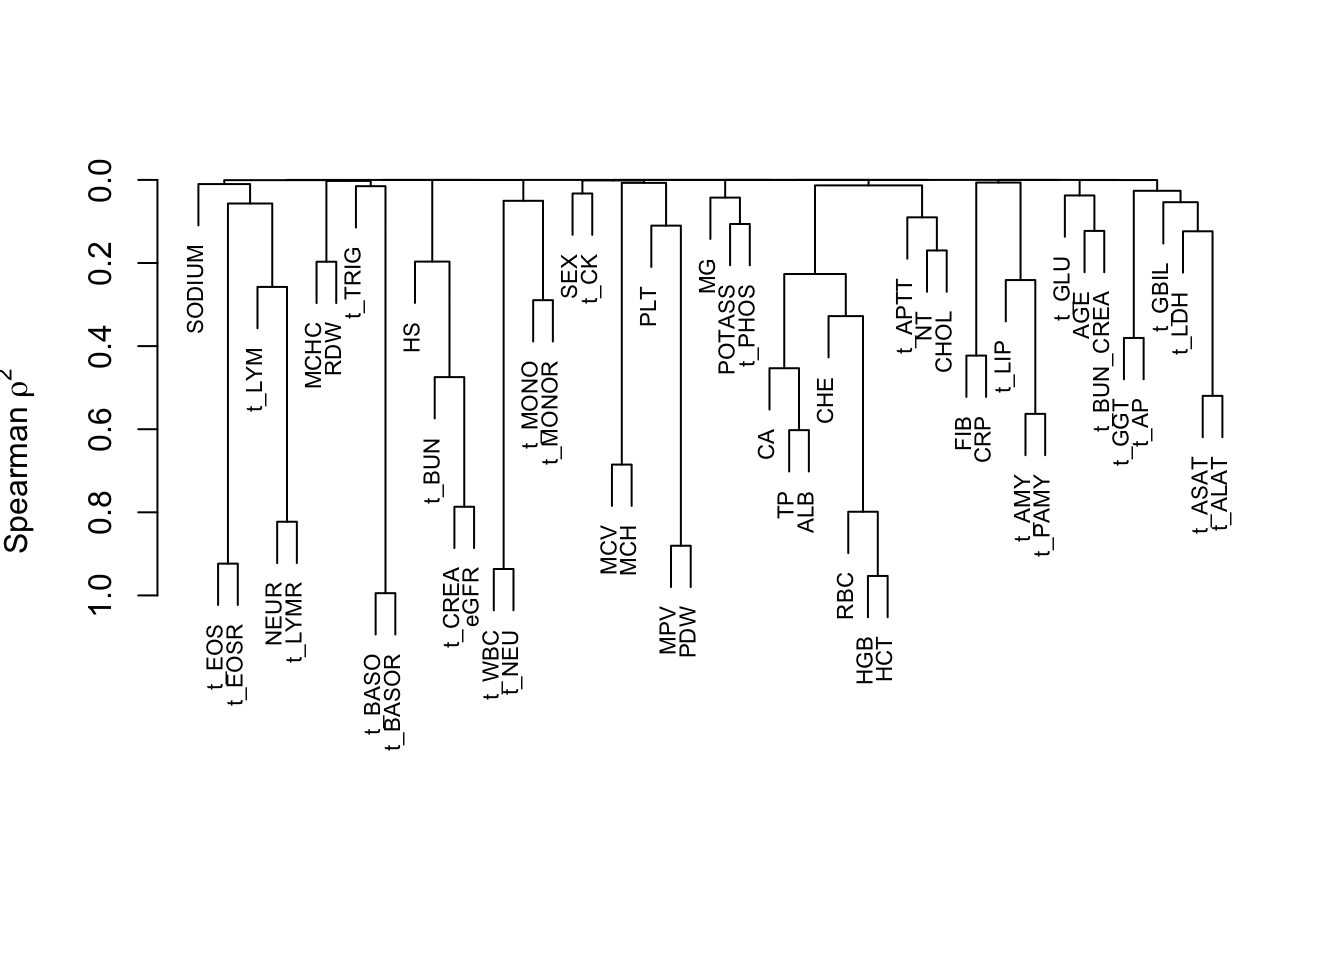 Spearman ρ²
0.0
0.2
0.4
0.6
0.8
1.0
SODIUM
t_EOS
t_EOSR
t_LYM
NEUR
t_LYMR
MCHC
RDW
t_TRIG
t_BASO
t_BASOR
HS
t_BUN
t_CREA
eGFR
t_WBC
t_NEU
t_MONO
t_MONOR
SEX
t_CK
MCV
MCH
PLT
MPV
PDW
MG
POTASS
t_PHOS
CA
TP
ALB
CHE
RBC
HGB
HCT
t_APTT
NT
CHOL
FIB
CRP
t_LIP
t_AMY
t_PAMY
t_GLU
AGE
t_BUN_CREA
t_GGT
t_AP
t_GBIL
t_LDH
t_ASAT
t_ALAT